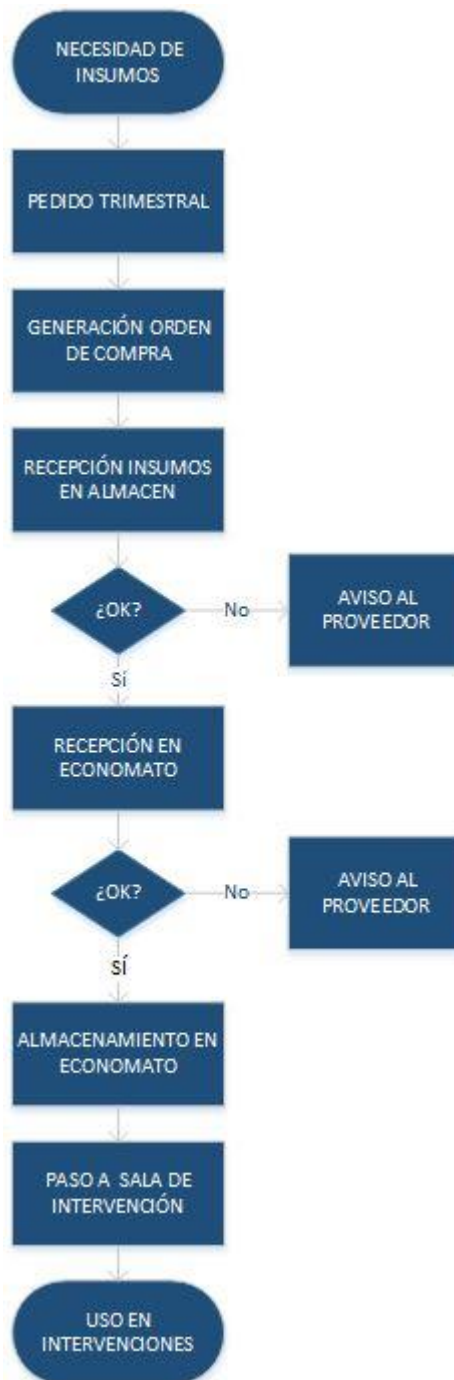 NECESIDAD DE
INSUMOS
PEDIDO TRIMESTRAL
GENERACIÓN ORDEN
DE COMPRA
RECEPCIÓN INSUMOS
EN ALMACEN
¿OK?
No
AVISO AL
PROVEEDOR
Sí
RECEPCIÓN EN
ECONOMATO
¿OK?
No
AVISO AL
PROVEEDOR
SÍ
ALMACENAMIENTO EN
ECONOMATO
PASO A SALA DE
INTERVENCIÓN
USO EN
INTERVENCIONES